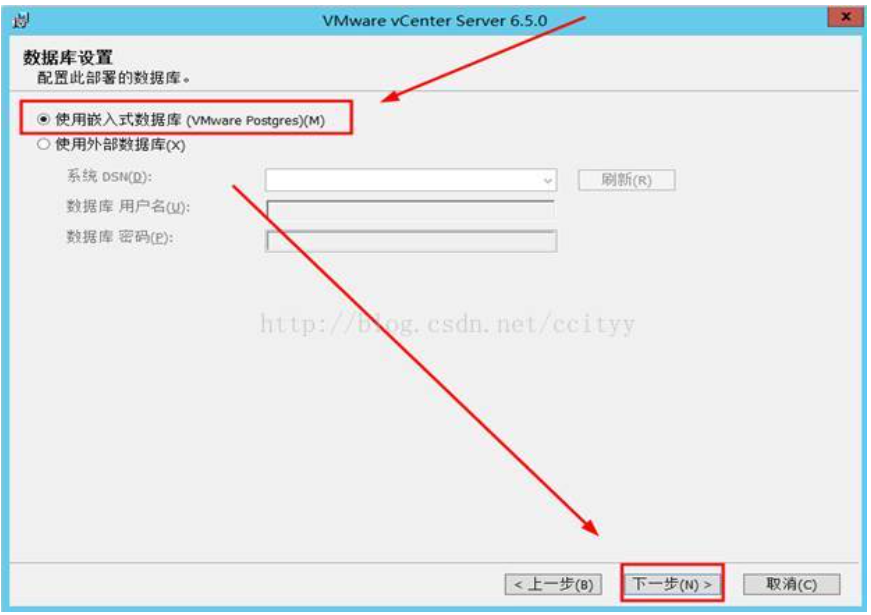 VMware vCenter Server 6.5.0
数据库设置
配置此部署的数据库。
使用嵌入式数据库 (VMware Postgres)(M)
使用外部数据库(X)
系统 DSN(D):
刷新(R)
数据库 用户名(U):
数据库 密码(P):
http://blog.csdn.net/ccityy
< 上一步(B)
下一步(N) >
取消(C)